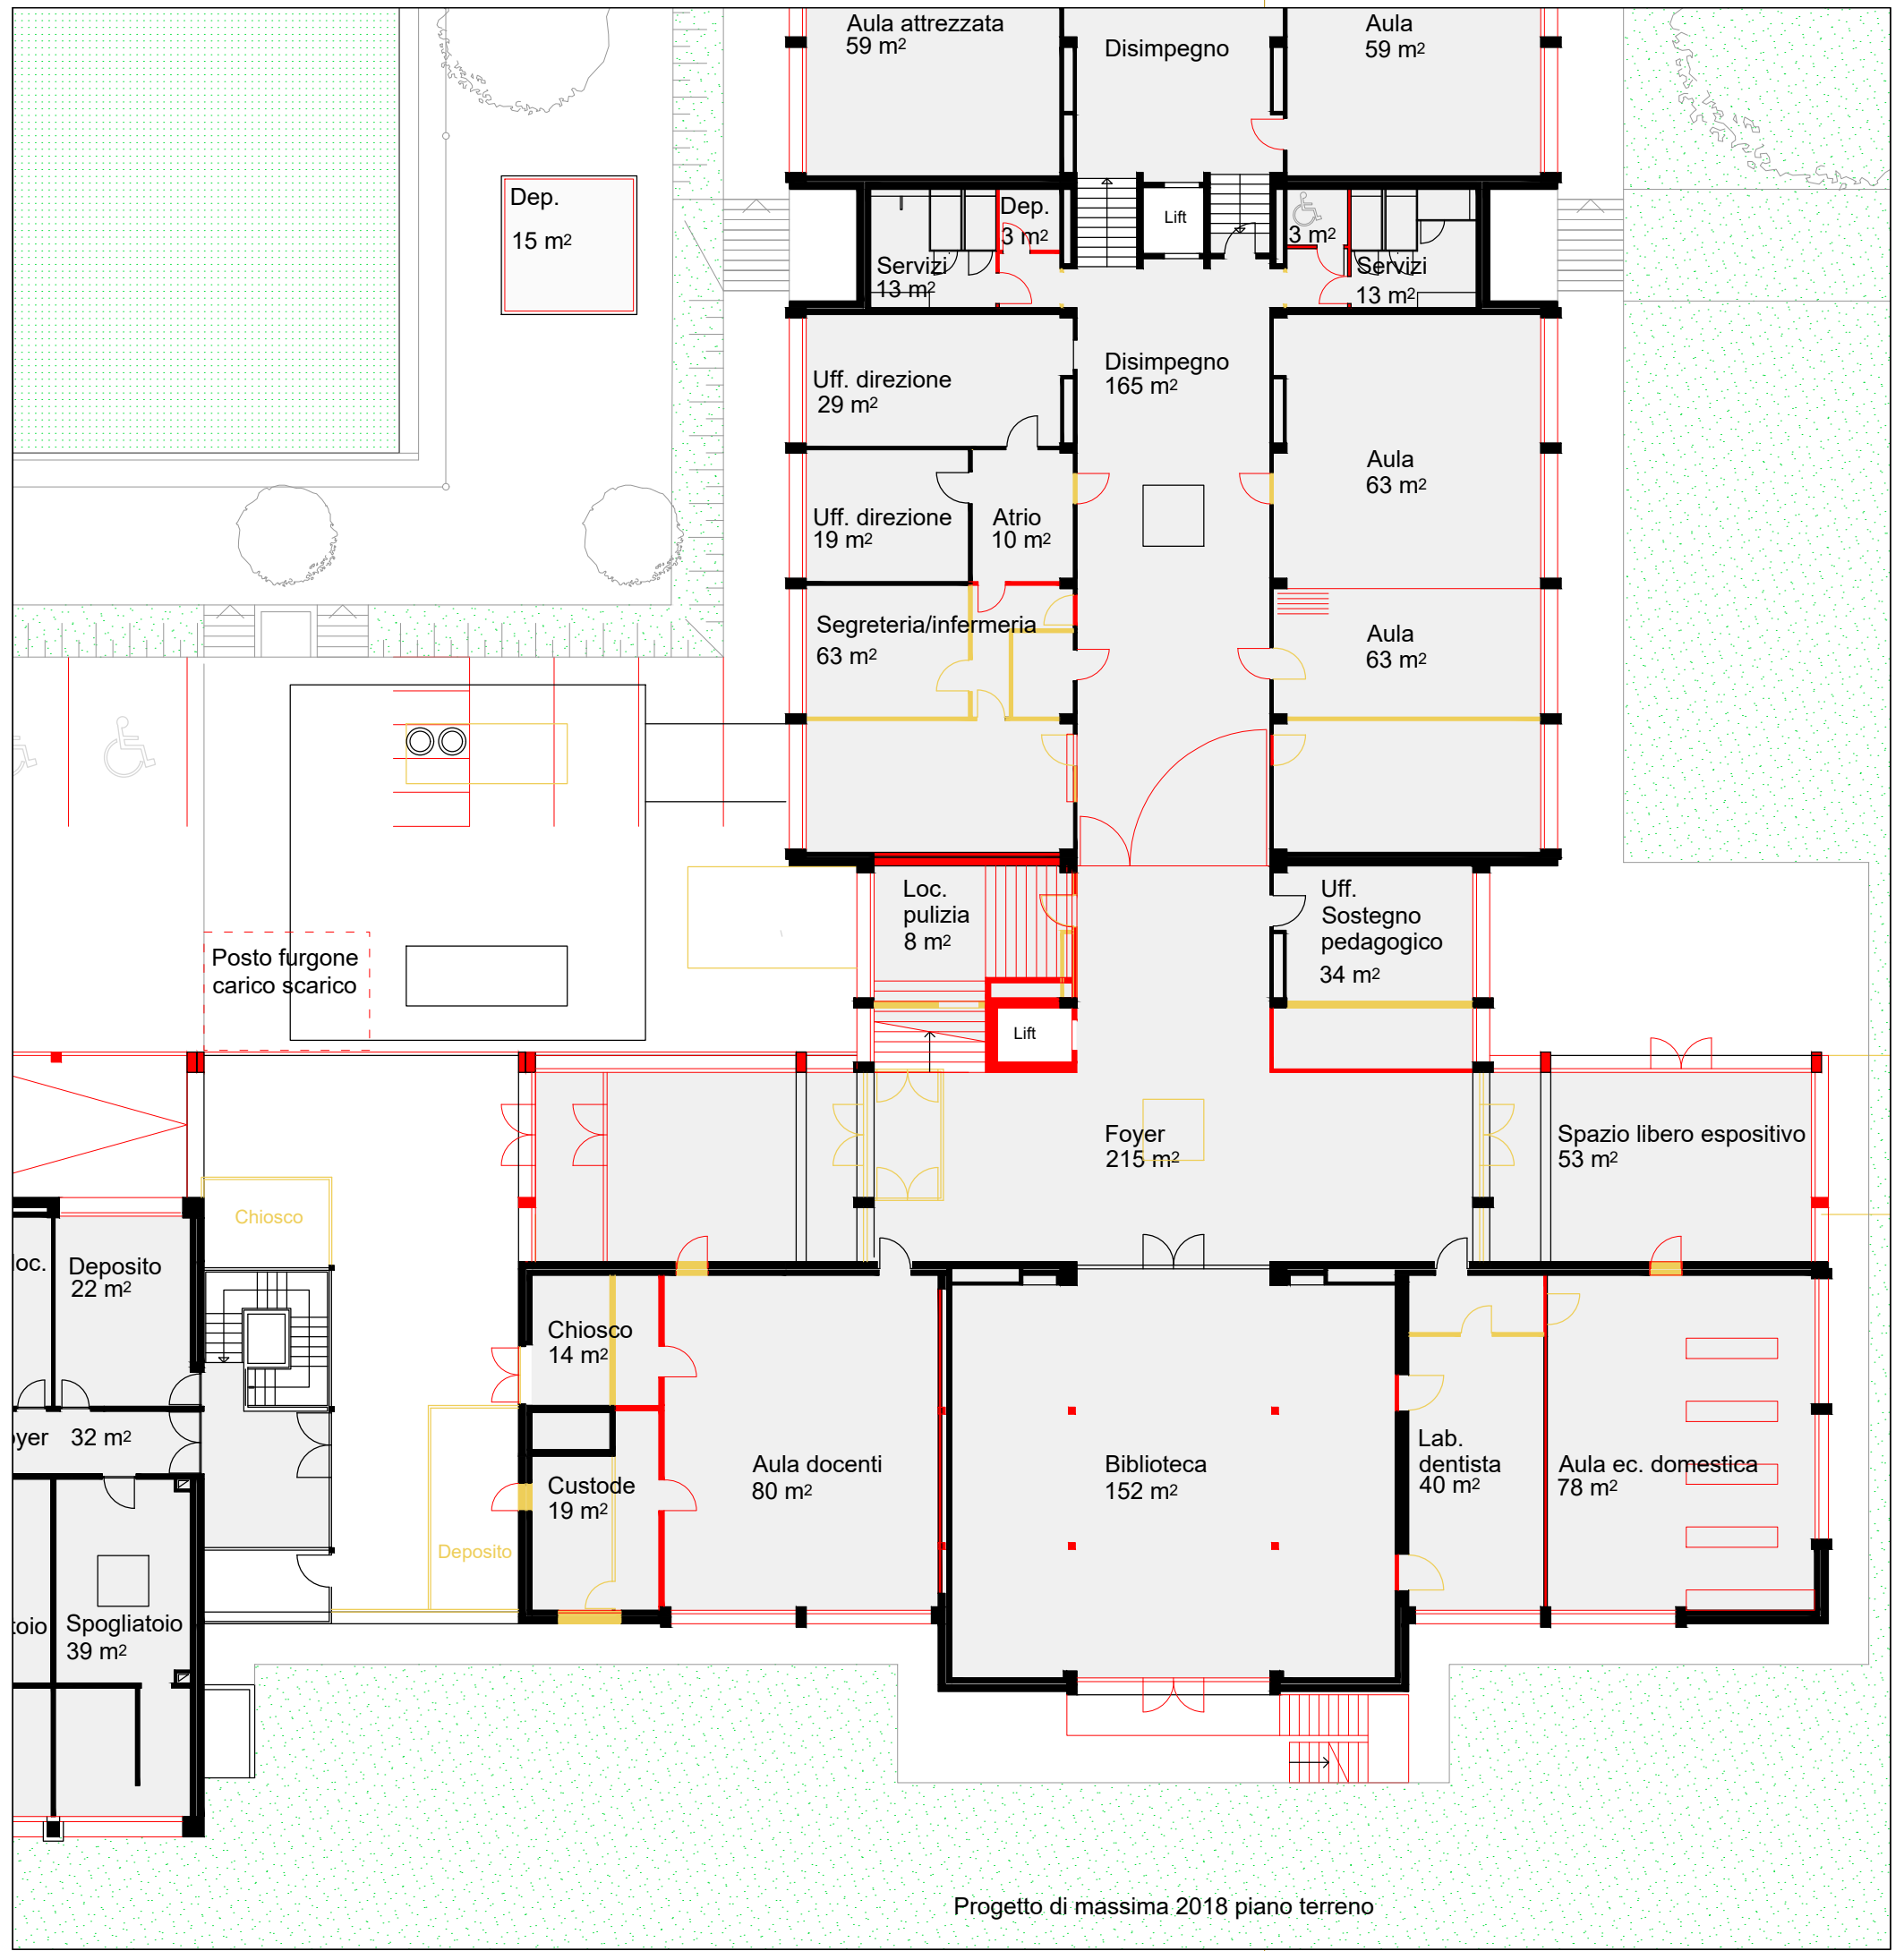 Aula attrezzata
59 m²
Disimpegno
Aula
59 m²
Dep.
15 m²
Dep.
3 m²
Lift
3 m²
Servizi
13 m²
Servizi
13 m²
Uff. direzione
29 m²
Disimpegno
165 m²
Aula
63 m²
Uff. direzione
19 m²
Atrio
10 m²
Segreteria/infermeria
63 m²
Aula
63 m²
Loc.
pulizia
8 m²
Uff.
Sostegno
pedagogico
34 m²
Posto furgone
carico scarico
Lift
Foyer
215 m²
Spazio libero espositivo
53 m²
Chiosco
loc.
Deposito
22 m²
Chiosco
14 m²
yer 32 m²
Custode
19 m²
Aula docenti
80 m²
Biblioteca
152 m²
Lab.
dentista
40 m²
Aula ec. domestica
78 m²
Deposito
toio
Spogliatoio
39 m²
Progetto di massima 2018 piano terreno